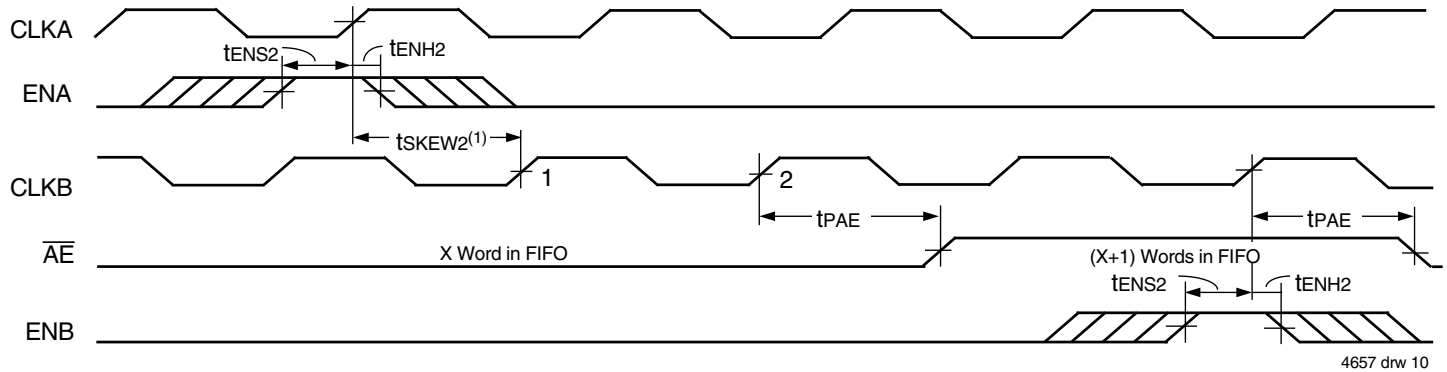 CLKA
tENS2 tENH2
ENA
tSKEW2(1)
CLKB 1 2
tPAE tPAE
AE X Word in FIFO (X+1) Words in FIFO
tENS2 tENH2
ENB
4657 drw 10